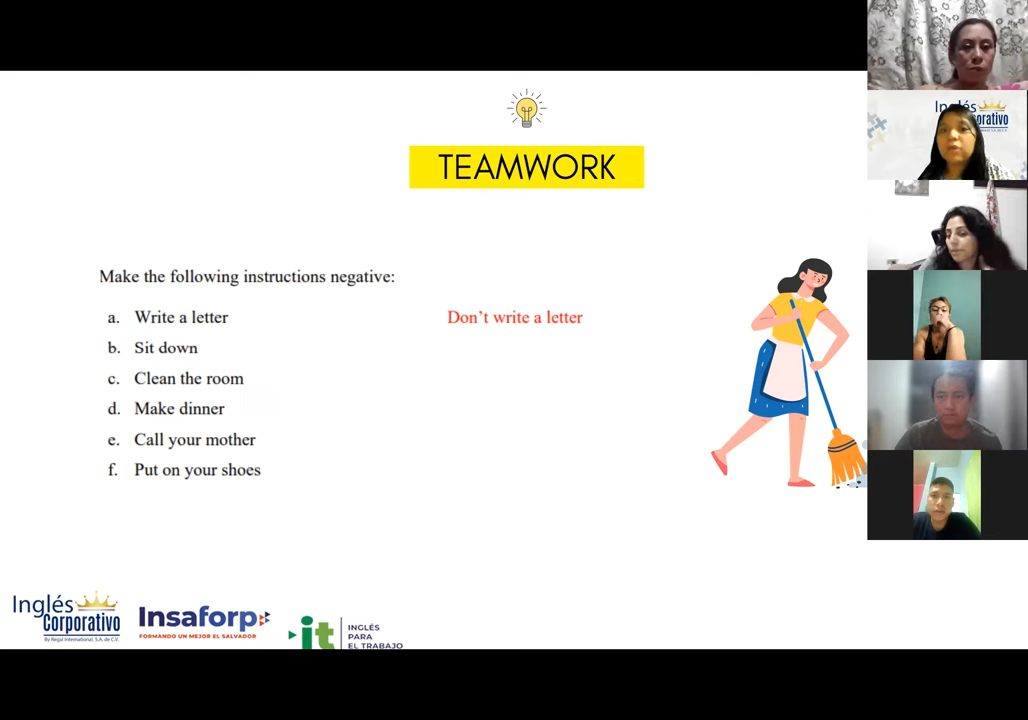 TEAMWORK
Make the following instructions negative:
a. Write a letter
Don't write a letter
b. Sit down
c. Clean the room
d. Make dinner
e. Call your mother
f. Put on your shoes
Inglés
Corporativo
By Regal International, S.A. de C.V.
Insaforp
FORMANDO UN MEJOR EL SALVADOR
it
INGLÉS
PARA
EL TRABAJO